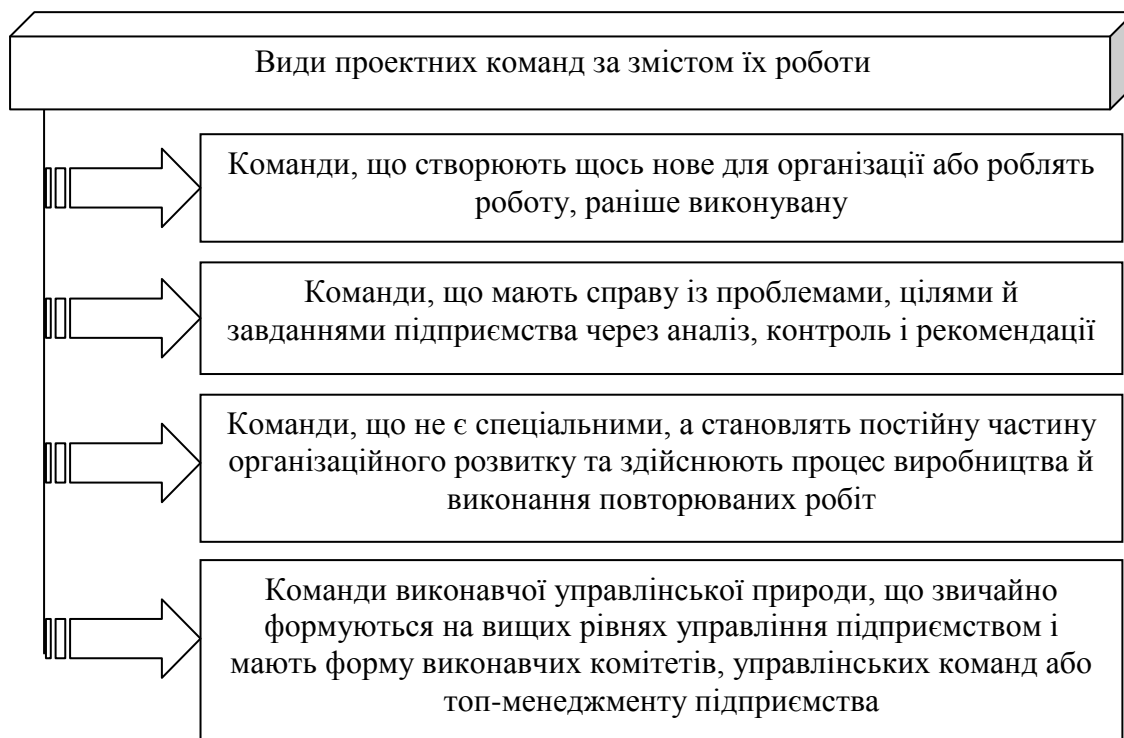 Види проектних команд за змістом їх роботи
Команди, що створюють щось нове для організації або роблять
роботу, раніше виконувану
Команди, що мають справу із проблемами, цілями й
завданнями підприємства через аналіз, контроль і рекомендації
Команди, що не є спеціальними, а становлять постійну частину
організаційного розвитку та здійснюють процес виробництва й
виконання повторюваних робіт
Команди виконавчої управлінської природи, що звичайно
формуються на вищих рівнях управління підприємством і
мають форму виконавчих комітетів, управлінських команд або
топ-менеджменту підприємства